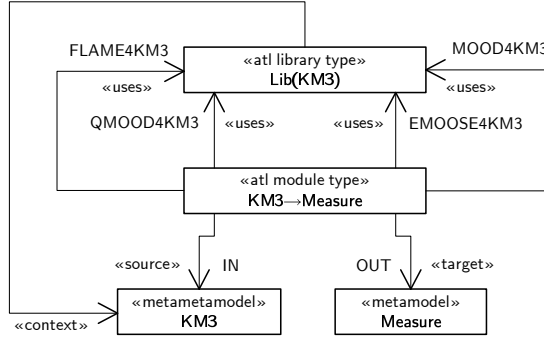 FLAME4KM3
«atl library type»
Lib(KM3)
MOOD4KM3
«uses»
«uses»
QMOOD4KM3
«uses»
«uses»
EMOOSE4KM3
«atl module type»
KM3→Measure
«source»
IN
OUT
«target»
«metametamodel»
KM3
«metamodel»
Measure
«context»